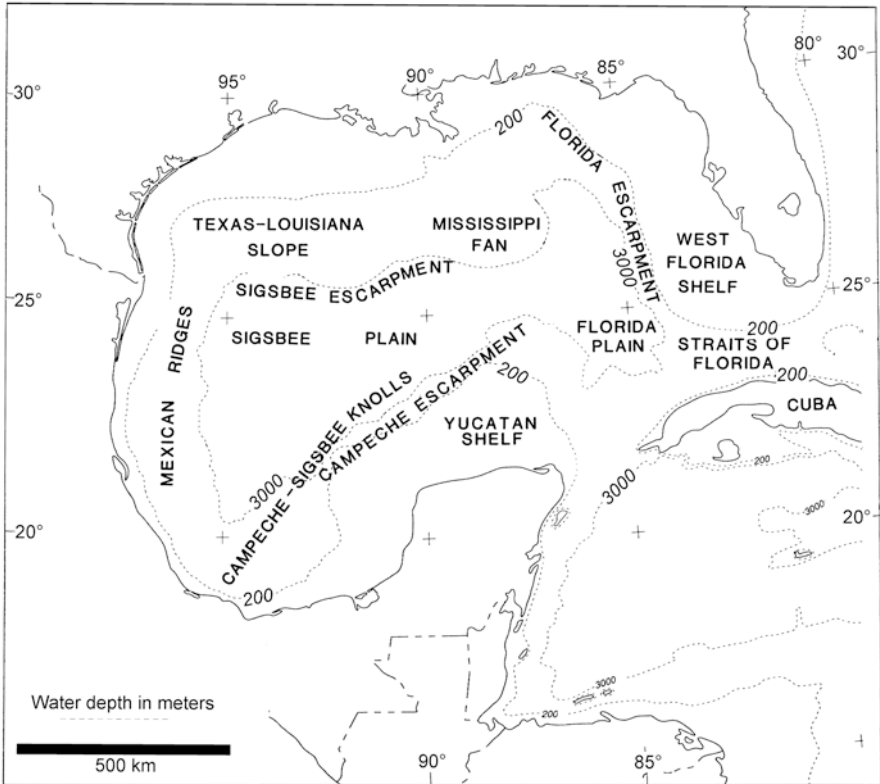 80°
85°
90°
95°
30°
30°
200
FLORIDA
ESCARPMENT
TEXAS-LOUISIANA
SLOPE
MISSISSIPPI
FAN
WEST
FLORIDA
SHELF
3000
SIGSBEE ESCARPMENT
25°
25°
MEXICAN RIDGES
SIGSBEE PLAIN
FLORIDA
PLAIN
200
STRAITS OF
FLORIDA
200
CUBA
CAMPECHE-SIGSBEE KNOLLS
CAMPECHE ESCARPMENT
200
YUCATAN
SHELF
200
3000
3000
3000
20°
20°
200
3000
200
Water depth in meters
500 km
90°
85°